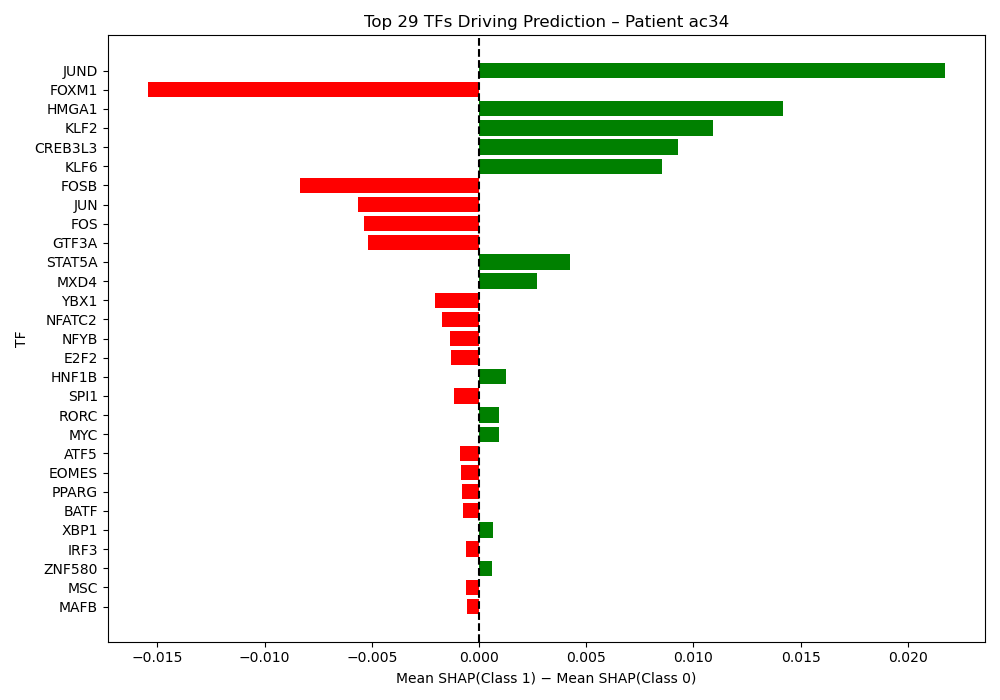 Top 29 TFs Driving Prediction – Patient ac34
TF
JUND
FOXM1
HMGA1
KLF2
CREB3L3
KLF6
FOSB
JUN
FOS
GTF3A
STAT5A
MXD4
YBX1
NFATC2
NFYB
E2F2
HNF1B
SPI1
RORC
MYC
ATF5
EOMES
PPARG
BATF
XBP1
IRF3
ZNF580
MSC
MAFB
−0.015 −0.010 −0.005 0.000 0.005 0.010 0.015 0.020
Mean SHAP(Class 1) − Mean SHAP(Class 0)